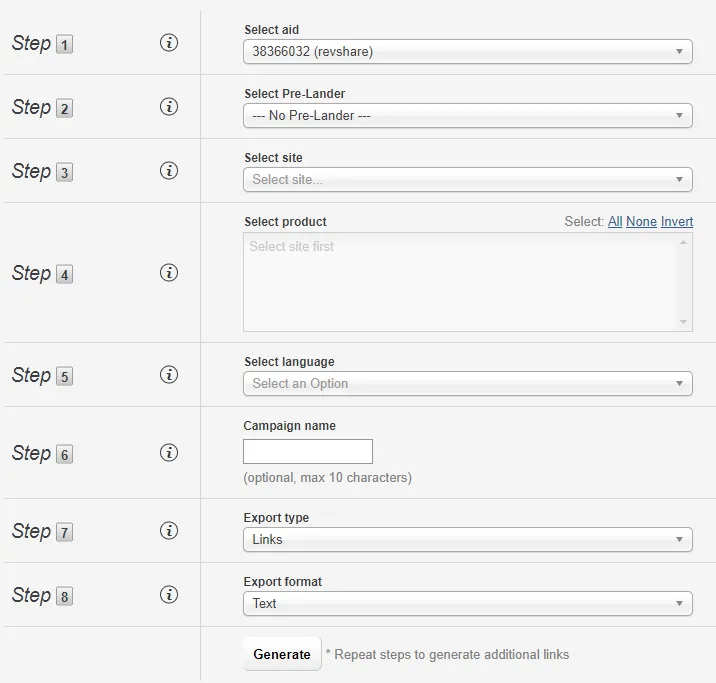 Step 1
Select aid
38366032 (revshare)
Step 2
Select Pre-Lander
--- No Pre-Lander ---
Step 3
Select site
Select site...
Step 4
Select product
Select: All None Invert
Select site first
Step 5
Select language
Select an Option
Step 6
Campaign name
(optional, max 10 characters)
Step 7
Export type
Links
Step 8
Export format
Text
Generate * Repeat steps to generate additional links